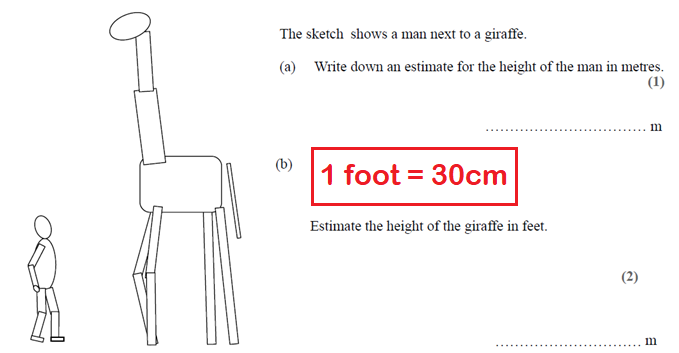 The sketch shows a man next to a giraffe.
(a) Write down an estimate for the height of the man in metres.
(1)
.................................. m
(b) 1 foot = 30cm
Estimate the height of the giraffe in feet.
(2)
.................................. m